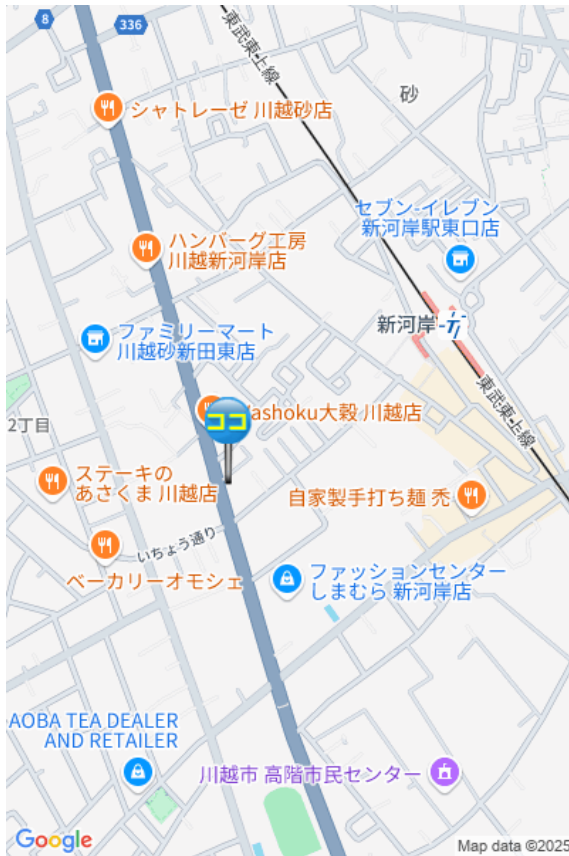 8
336
東武東上線
砂
シャトレーゼ 川越砂店
セブン-イレブン
新河岸駅東口店
ハンバーグ工房
川越新河岸店
新河岸
ファミリーマート
川越砂新田東店
東武東上線
ashoku大穀 川越店
ココ
2丁目
ステーキの
あさくま 川越店
自家製手打ち麺 禿
いちょう通り
ベーカリーオモシェ
ファッションセンター
しまむら 新河岸店
AOBA TEA DEALER
AND RETAILER
川越市 高階市民センター
Google
Map data ©2025